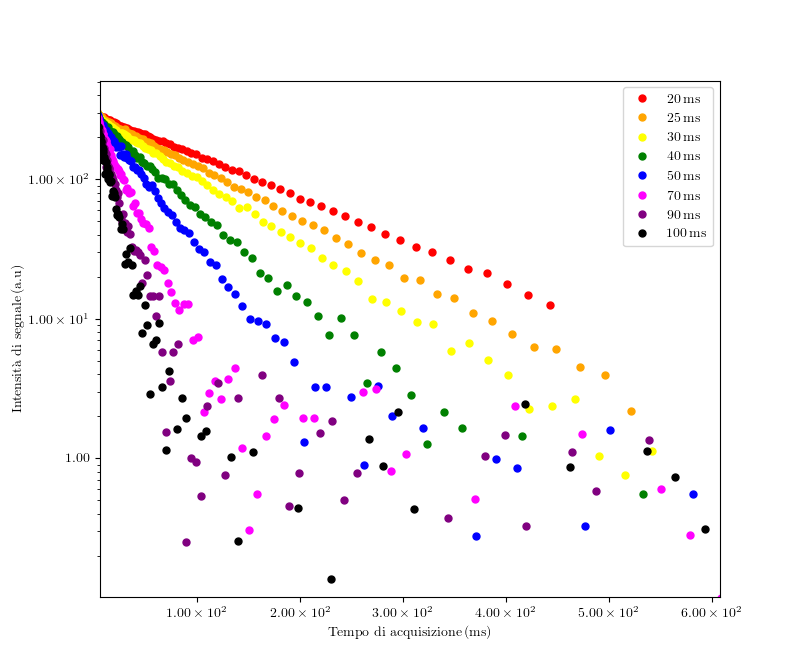 20 ms
25 ms
30 ms
40 ms
50 ms
70 ms
90 ms
100 ms
1.00 × 10²
1.00 × 10¹
1.00
Intensità di segnale (a.u)
1.00 × 10² 2.00 × 10² 3.00 × 10² 4.00 × 10² 5.00 × 10² 6.00 × 10²
Tempo di acquisizione (ms)